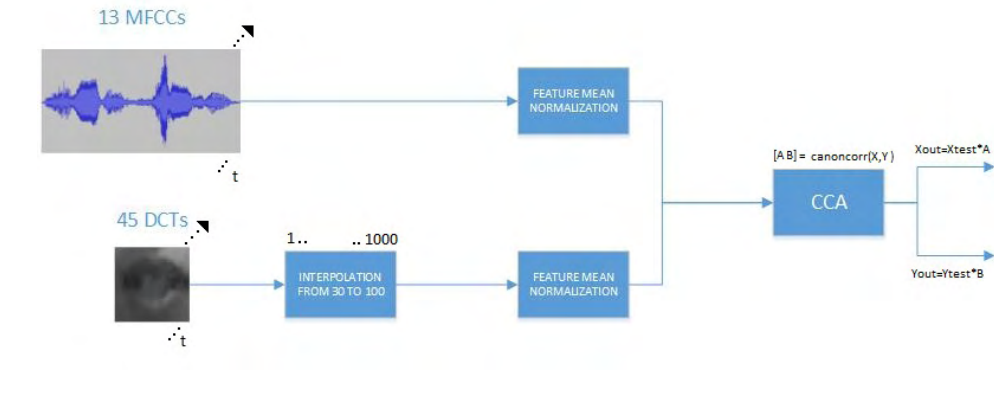 13 MFCCs
t
FEATURE MEAN
NORMALIZATION
45 DCTs
t
1.. .. 1000
INTERPOLATION
FROM 30 TO 100
FEATURE MEAN
NORMALIZATION
[A B] = canoncorr(X,Y)
CCA
Xout=Xtest*A
Yout=Ytest*B